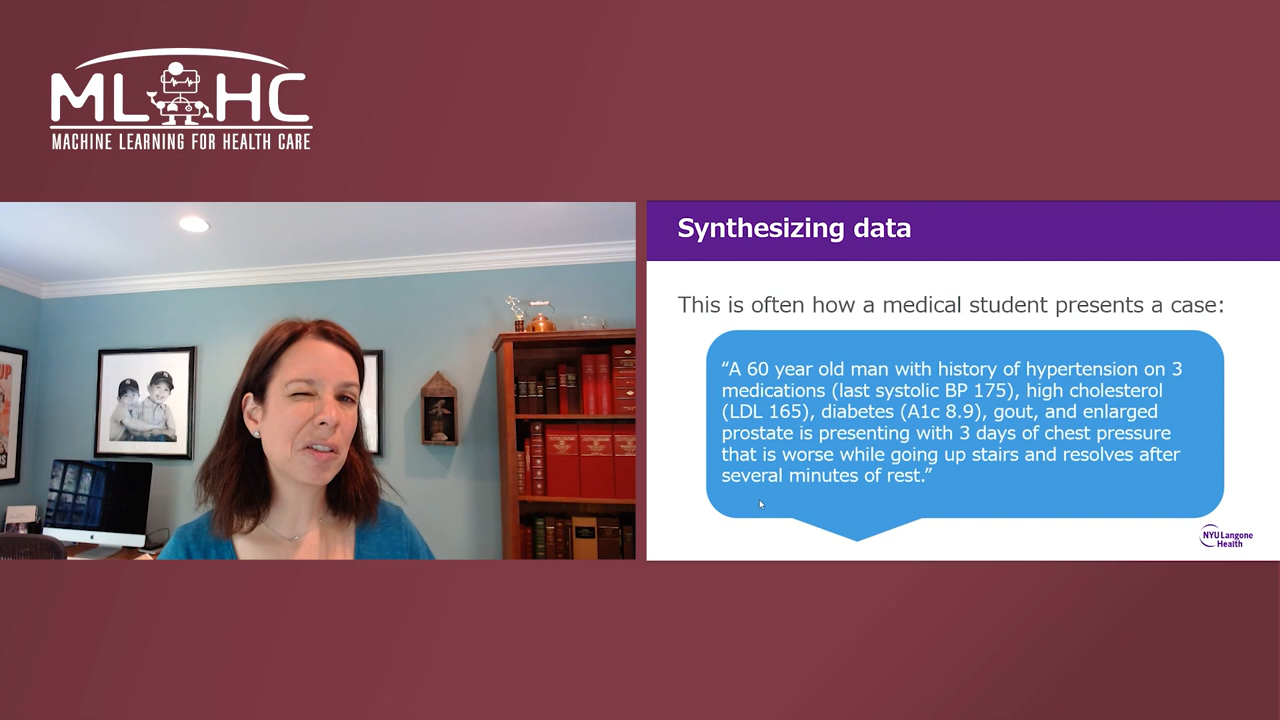 ML HC
MACHINE LEARNING FOR HEALTH CARE
Synthesizing data
This is often how a medical student presents a case:
“A 60 year old man with history of hypertension on 3
medications (last systolic BP 175), high cholesterol
(LDL 165), diabetes (A1c 8.9), gout, and enlarged
prostate is presenting with 3 days of chest pressure
that is worse while going up stairs and resolves after
several minutes of rest.”
NYU Langone
Health
UP